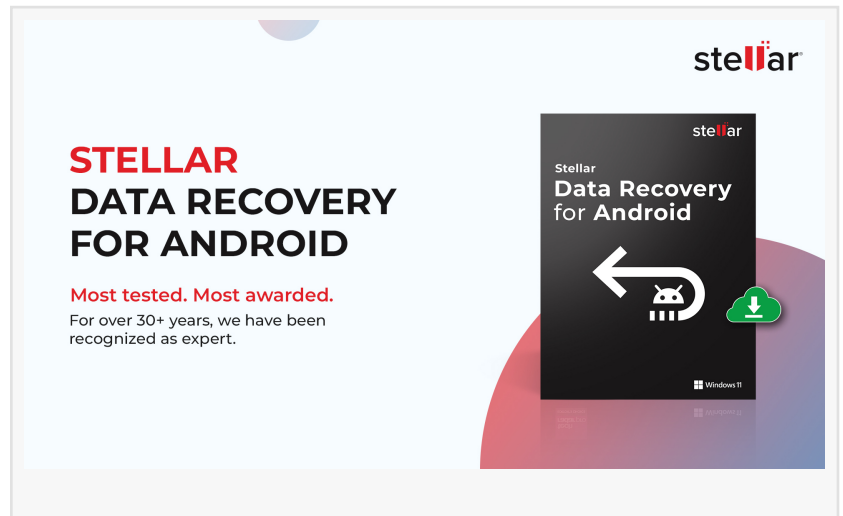 stellar
STELLAR
DATA RECOVERY
FOR ANDROID
Most tested. Most awarded.
For over 30+ years, we have been
recognized as expert.
stellar
Stellar
Data Recovery
for Android
Windows 11